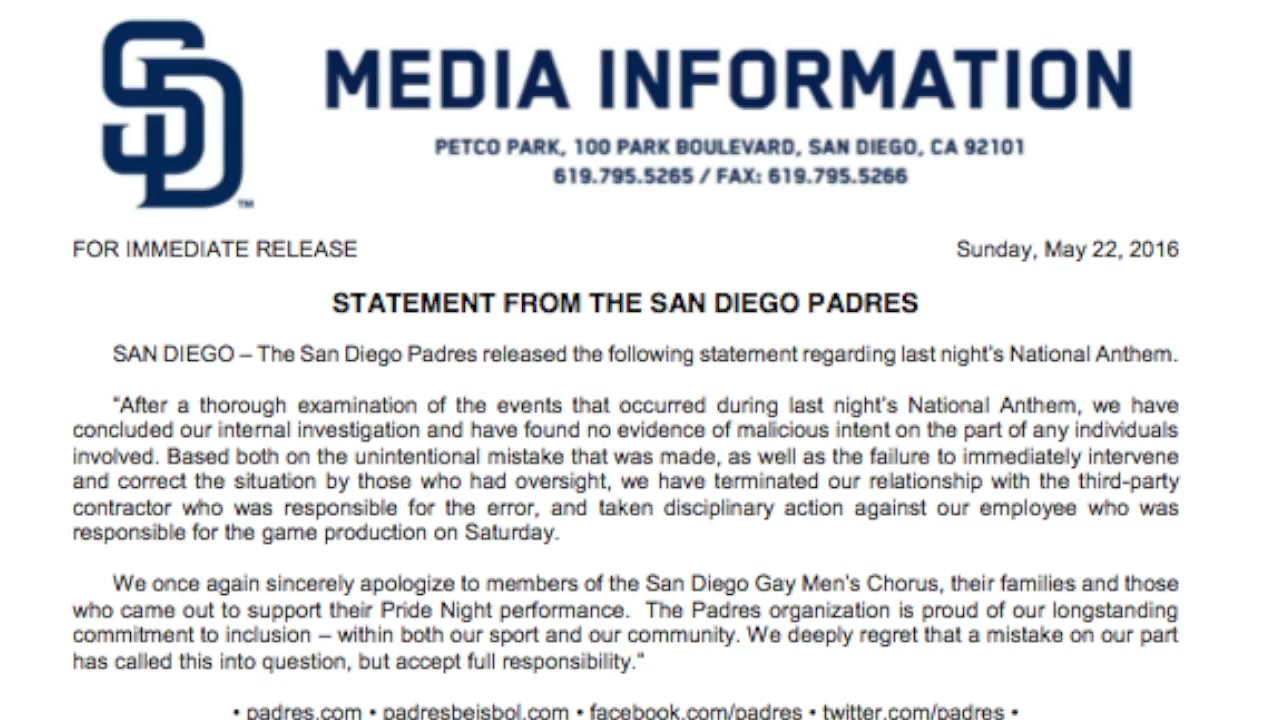 SD
TM
MEDIA INFORMATION
PETCO PARK, 100 PARK BOULEVARD, SAN DIEGO, CA 92101
619.795.5265 / FAX: 619.795.5266
FOR IMMEDIATE RELEASE Sunday, May 22, 2016
STATEMENT FROM THE SAN DIEGO PADRES
SAN DIEGO – The San Diego Padres released the following statement regarding last night's National Anthem.
"After a thorough examination of the events that occurred during last night's National Anthem, we have
concluded our internal investigation and have found no evidence of malicious intent on the part of any individuals
involved. Based both on the unintentional mistake that was made, as well as the failure to immediately intervene
and correct the situation by those who had oversight, we have terminated our relationship with the third-party
contractor who was responsible for the error, and taken disciplinary action against our employee who was
responsible for the game production on Saturday.
We once again sincerely apologize to members of the San Diego Gay Men's Chorus, their families and those
who came out to support their Pride Night performance. The Padres organization is proud of our longstanding
commitment to inclusion – within both our sport and our community. We deeply regret that a mistake on our part
has called this into question, but accept full responsibility."
• padres.com • padresbeisbol.com • facebook.com/padres • twitter.com/padres •